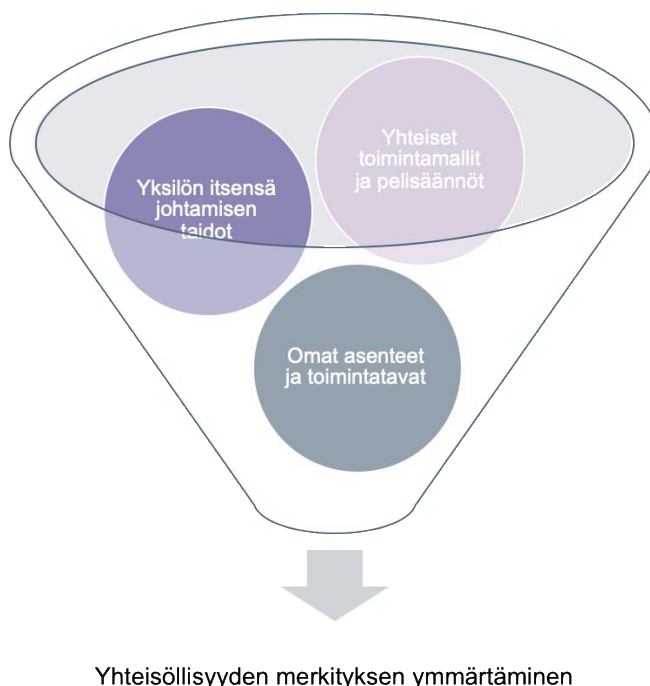 Yhteiset
toimintamallit
ja pelisäännöt
Yksilön itsensä
johtamisen
taidot
Omat asenteet
ja toimintatavat
Yhteisöllisyyden merkityksen ymmärtäminen